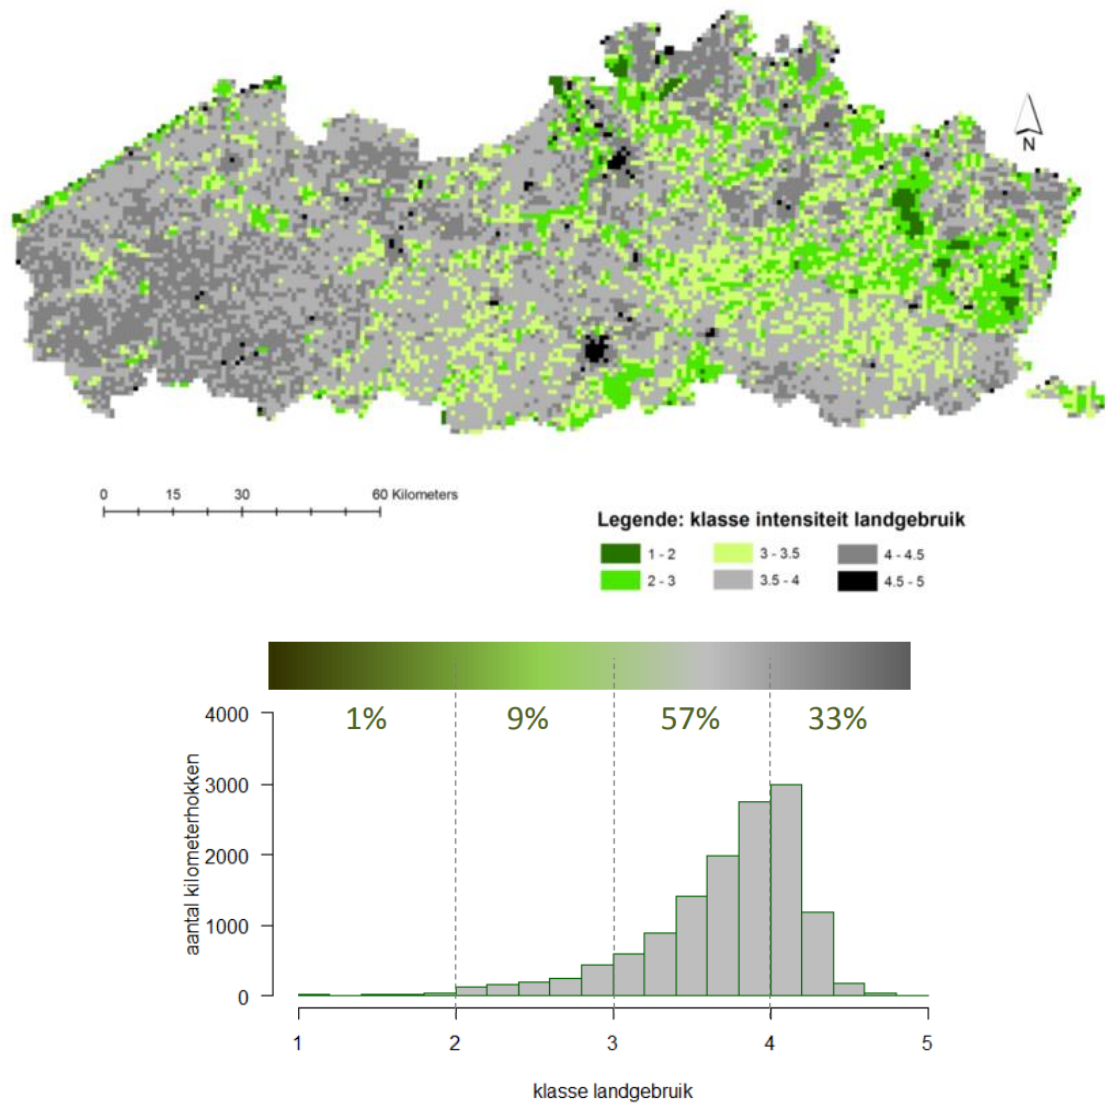 N
0 15 30 60 Kilometers
Legende: klasse intensiteit landgebruik
1 - 2 3 - 3.5 4 - 4.5
2 - 3 3.5 - 4 4.5 - 5
1% 9% 57% 33%
4000
3000
2000
1000
0
aantal kilometerhokken
1 2 3 4 5
klasse landgebruik